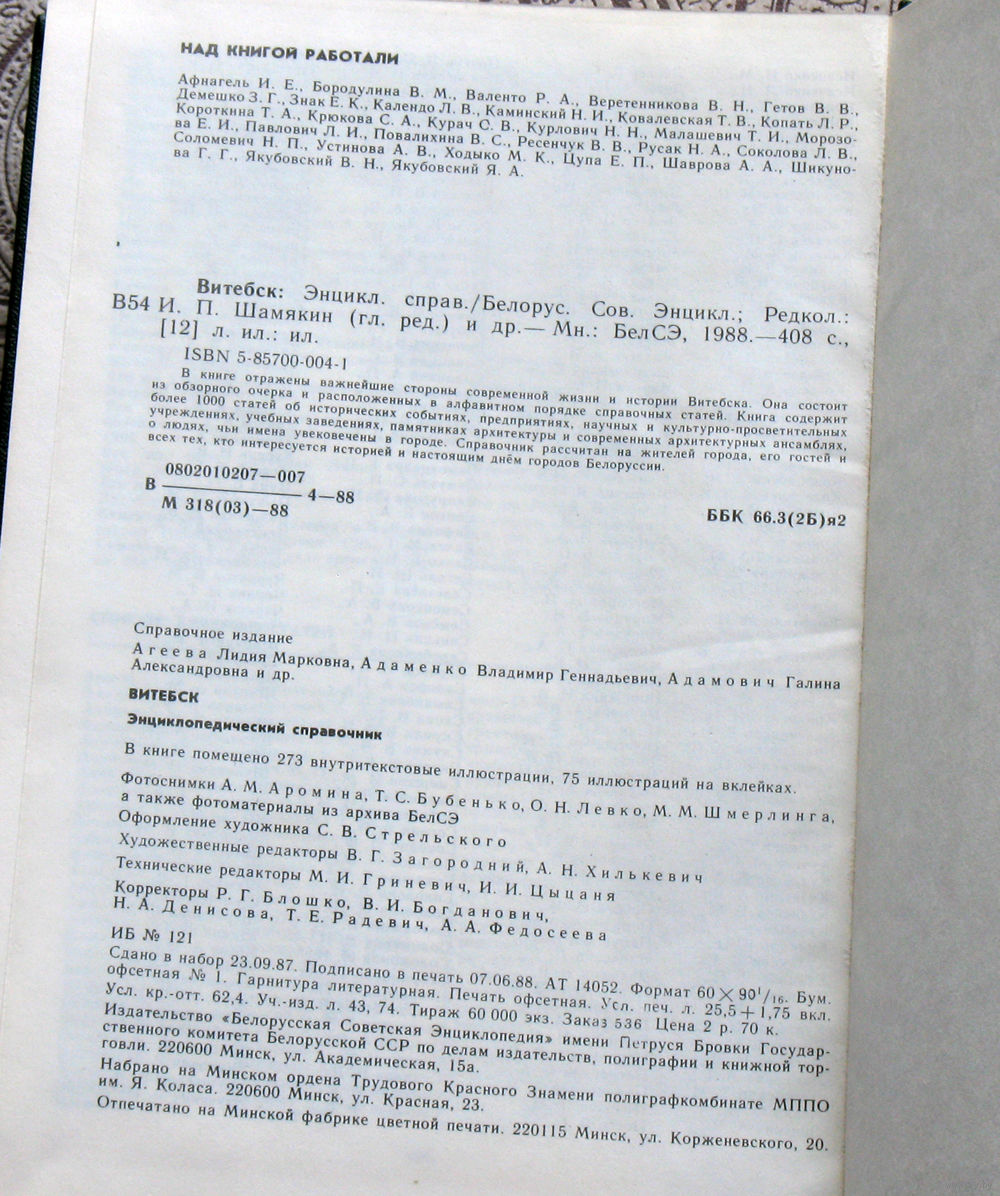 НАД КНИГОЙ РАБОТАЛИ
Афнагель И. Е., Бородулина В. М., Валенто Р. А., Веретенникова В. Н., Гетов В. В.,
Демешко З. Г., Знак Е. К., Календо Л. В., Каминский Н. И., Ковалевская Т. В., Копать Л. Р.,
Короткина Т. А., Крюкова С. А., Курач С. В., Курлович Н. Н., Малашевич Т. И., Морозо-
ва Е. И., Павлович Л. И., Повалихина В. С., Ресенчук В. В., Русак Н. А., Соколова Л. В.,
Соломевич Н. П., Устинова А. В., Ходыко М. К., Цупа Е. П., Шаврова А. А., Шикуно-
ва Г. Г., Якубовский В. Н., Якубовский Я. А.
Витебск: Энцикл. справ./Белорус. Сов. Энцикл.; Редкол.:
В54 И. П. Шамякин (гл. ред.) и др.— Мн.: БелСЭ, 1988.—408 с.,
[12] л. ил.: ил.
ISBN 5-85700-004-1
В книге отражены важнейшие стороны современной жизни и истории Витебска. Она состоит
из обзорного очерка и расположенных в алфавитном порядке справочных статей. Книга содержит
более 1000 статей об исторических событиях, предприятиях, научных и культурно-просветительных
учреждениях, учебных заведениях, памятниках архитектуры и современных архитектурных ансамблях,
о людях, чьи имена увековечены в городе. Справочник рассчитан на жителей города, его гостей и
всех тех, кто интересуется историей и настоящим днём городов Белоруссии.
0802010207—007
В 4—88
М 318(03)—88
ББК 66.3(2Б)я2
Справочное издание
Агеева Лидия Марковна, Адаменко Владимир Геннадьевич, Адамович Галина
Александровна и др.
ВИТЕБСК
Энциклопедический справочник
В книге помещено 273 внутритекстовые иллюстрации, 75 иллюстраций на вклейках.
Фотоснимки А. М. Аромина, Т. С. Бубенько, О. Н. Левко, М. М. Шмерлинга,
а также фотоматериалы из архива БелСЭ
Оформление художника С. В. Стрельского
Художественные редакторы В. Г. Загородний, А. Н. Хилькевич
Технические редакторы М. И. Гриневич, И. И. Цыцаня
Корректоры Р. Г. Блошко, В. И. Богданович,
Н. А. Денисова, Т. Е. Радевич, А. А. Федосеева
ИБ № 121
Сдано в набор 23.09.87. Подписано в печать 07.06.88. АТ 14052. Формат 60×90¹/₁₆. Бум.
офсетная № 1. Гарнитура литературная. Печать офсетная. Усл. печ. л. 25,5+1,75 вкл.
Усл. кр.-отт. 62,4. Уч.-изд. л. 43, 74. Тираж 60 000 экз. Заказ 536 Цена 2 р. 70 к.
Издательство «Белорусская Советская Энциклопедия» имени Петруся Бровки Государ-
ственного комитета Белорусской ССР по делам издательств, полиграфии и книжной тор-
говли. 220600 Минск, ул. Академическая, 15а.
Набрано на Минском ордена Трудового Красного Знамени полиграфкомбинате МППО
им. Я. Коласа. 220600 Минск, ул. Красная, 23.
Отпечатано на Минской фабрике цветной печати. 220115 Минск, ул. Корженевского, 20.